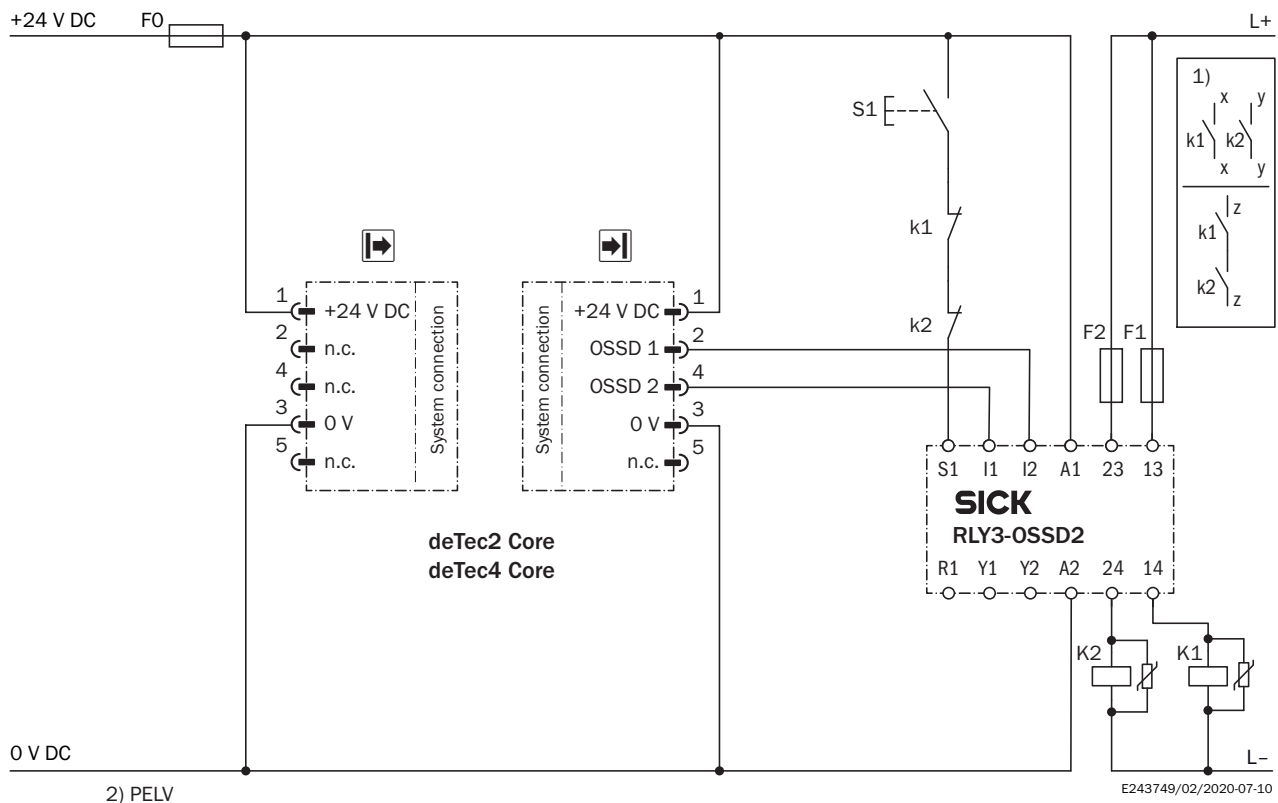 +24 V DC F0 L+
1)
x y
S1
k1 k2
x y
z
k1
k1
k2
z
k2
1 +24 V DC
2 n.c.
4 n.c.
3 0 V
5 n.c.
System connection
System connection
+24 V DC 1
OSSD 1 2
OSSD 2 4
0 V 3
n.c. 5
F2 F1
S1 I1 I2 A1 23 13
SICK
RLY3-OSSD2
R1 Y1 Y2 A2 24 14
deTec2 Core
deTec4 Core
K2 K1
0 V DC L–
2) PELV
E243749/02/2020-07-10